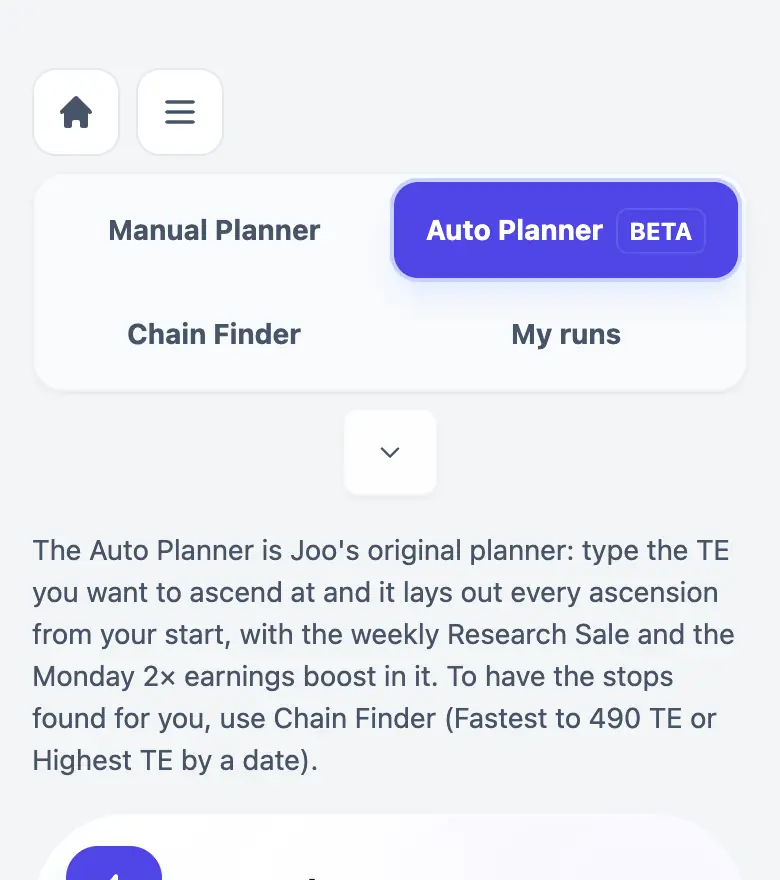 Manual Planner
Auto Planner BETA
Chain Finder
My runs
The Auto Planner is Joo's original planner: type the TE
you want to ascend at and it lays out every ascension
from your start, with the weekly Research Sale and the
Monday 2× earnings boost in it. To have the stops
found for you, use Chain Finder (Fastest to 490 TE or
Highest TE by a date).